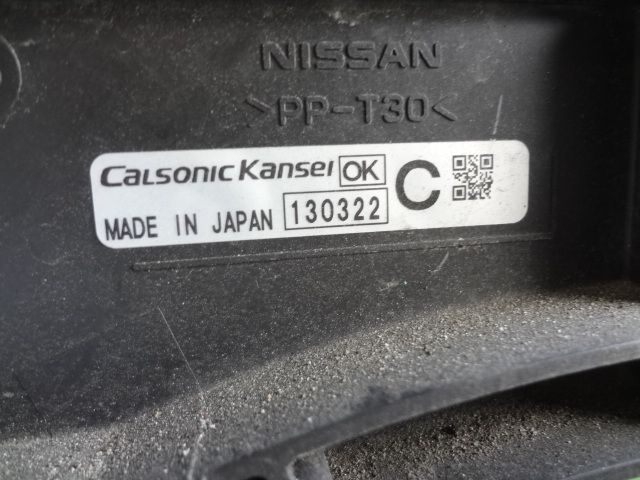 NISSAN
>PP-T30<
CALSONIC KANSEI OK C
MADE IN JAPAN 130322